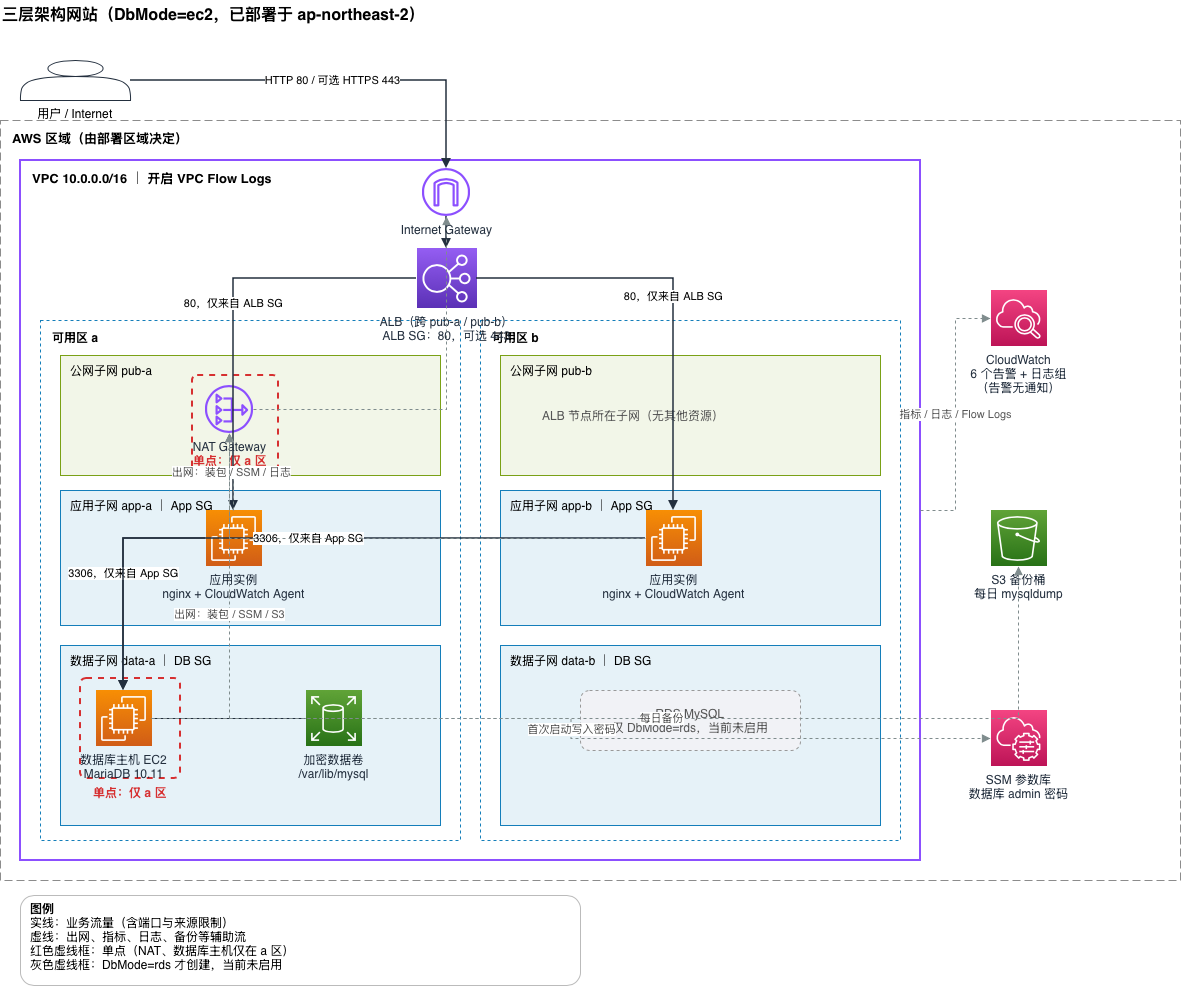 三层架构网站（DbMode=ec2，已部署于 ap-northeast-2）
HTTP 80 / 可选 HTTPS 443
用户 / Internet
AWS 区域（由部署区域决定）
VPC 10.0.0.0/16 ｜ 开启 VPC Flow Logs
Internet Gateway
80，仅来自 ALB SG
80，仅来自 ALB SG
ALB（跨 pub-a / pub-b）
ALB SG：80，可选
可用区 a
可用区 b
公网子网 pub-a
公网子网 pub-b
ALB 节点所在子网（无其他资源）
NAT Gateway
单点：仅 a 区
出网：装包 / SSM / 日志
CloudWatch
6 个告警 + 日志组
（告警无通知）
指标 / 日志 / Flow Logs
应用子网 app-a ｜ App SG
应用子网 app-b ｜ App SG
3306，仅来自 App SG
3306，仅来自 App SG
应用实例
nginx + CloudWatch Agent
应用实例
nginx + CloudWatch Agent
出网：装包 / SSM / S3
S3 备份桶
每日 mysqldump
数据子网 data-a ｜ DB SG
数据子网 data-b ｜ DB SG
RDS MySQL
每日备份
首次启动写入密码
DbMode=rds，当前未启用
数据库主机 EC2
MariaDB 10.11
单点：仅 a 区
加密数据卷
/var/lib/mysql
SSM 参数库
数据库 admin 密码
图例
实线：业务流量（含端口与来源限制）
虚线：出网、指标、日志、备份等辅助流
红色虚线框：单点（NAT、数据库主机仅在 a 区）
灰色虚线框：DbMode=rds 才创建，当前未启用